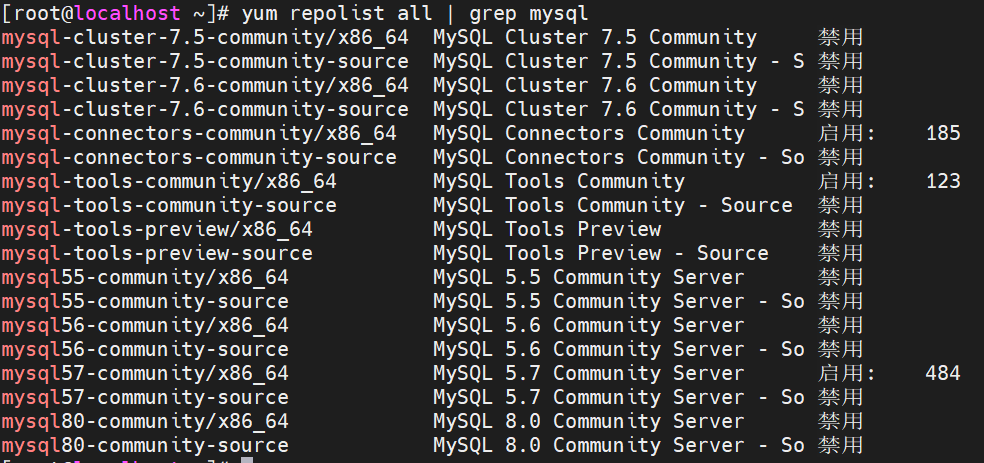 [root@localhost ~]# yum repolist all | grep mysql
mysql-cluster-7.5-community/x86_64 MySQL Cluster 7.5 Community 禁用
mysql-cluster-7.5-community-source MySQL Cluster 7.5 Community - S 禁用
mysql-cluster-7.6-community/x86_64 MySQL Cluster 7.6 Community 禁用
mysql-cluster-7.6-community-source MySQL Cluster 7.6 Community - S 禁用
mysql-connectors-community/x86_64 MySQL Connectors Community 启用: 185
mysql-connectors-community-source MySQL Connectors Community - So 禁用
mysql-tools-community/x86_64 MySQL Tools Community 启用: 123
mysql-tools-community-source MySQL Tools Community - Source 禁用
mysql-tools-preview/x86_64 MySQL Tools Preview 禁用
mysql-tools-preview-source MySQL Tools Preview - Source 禁用
mysql55-community/x86_64 MySQL 5.5 Community Server 禁用
mysql55-community-source MySQL 5.5 Community Server - So 禁用
mysql56-community/x86_64 MySQL 5.6 Community Server 禁用
mysql56-community-source MySQL 5.6 Community Server - So 禁用
mysql57-community/x86_64 MySQL 5.7 Community Server 启用: 484
mysql57-community-source MySQL 5.7 Community Server - So 禁用
mysql80-community/x86_64 MySQL 8.0 Community Server 禁用
mysql80-community-source MySQL 8.0 Community Server - So 禁用
[root@localhost ~]#